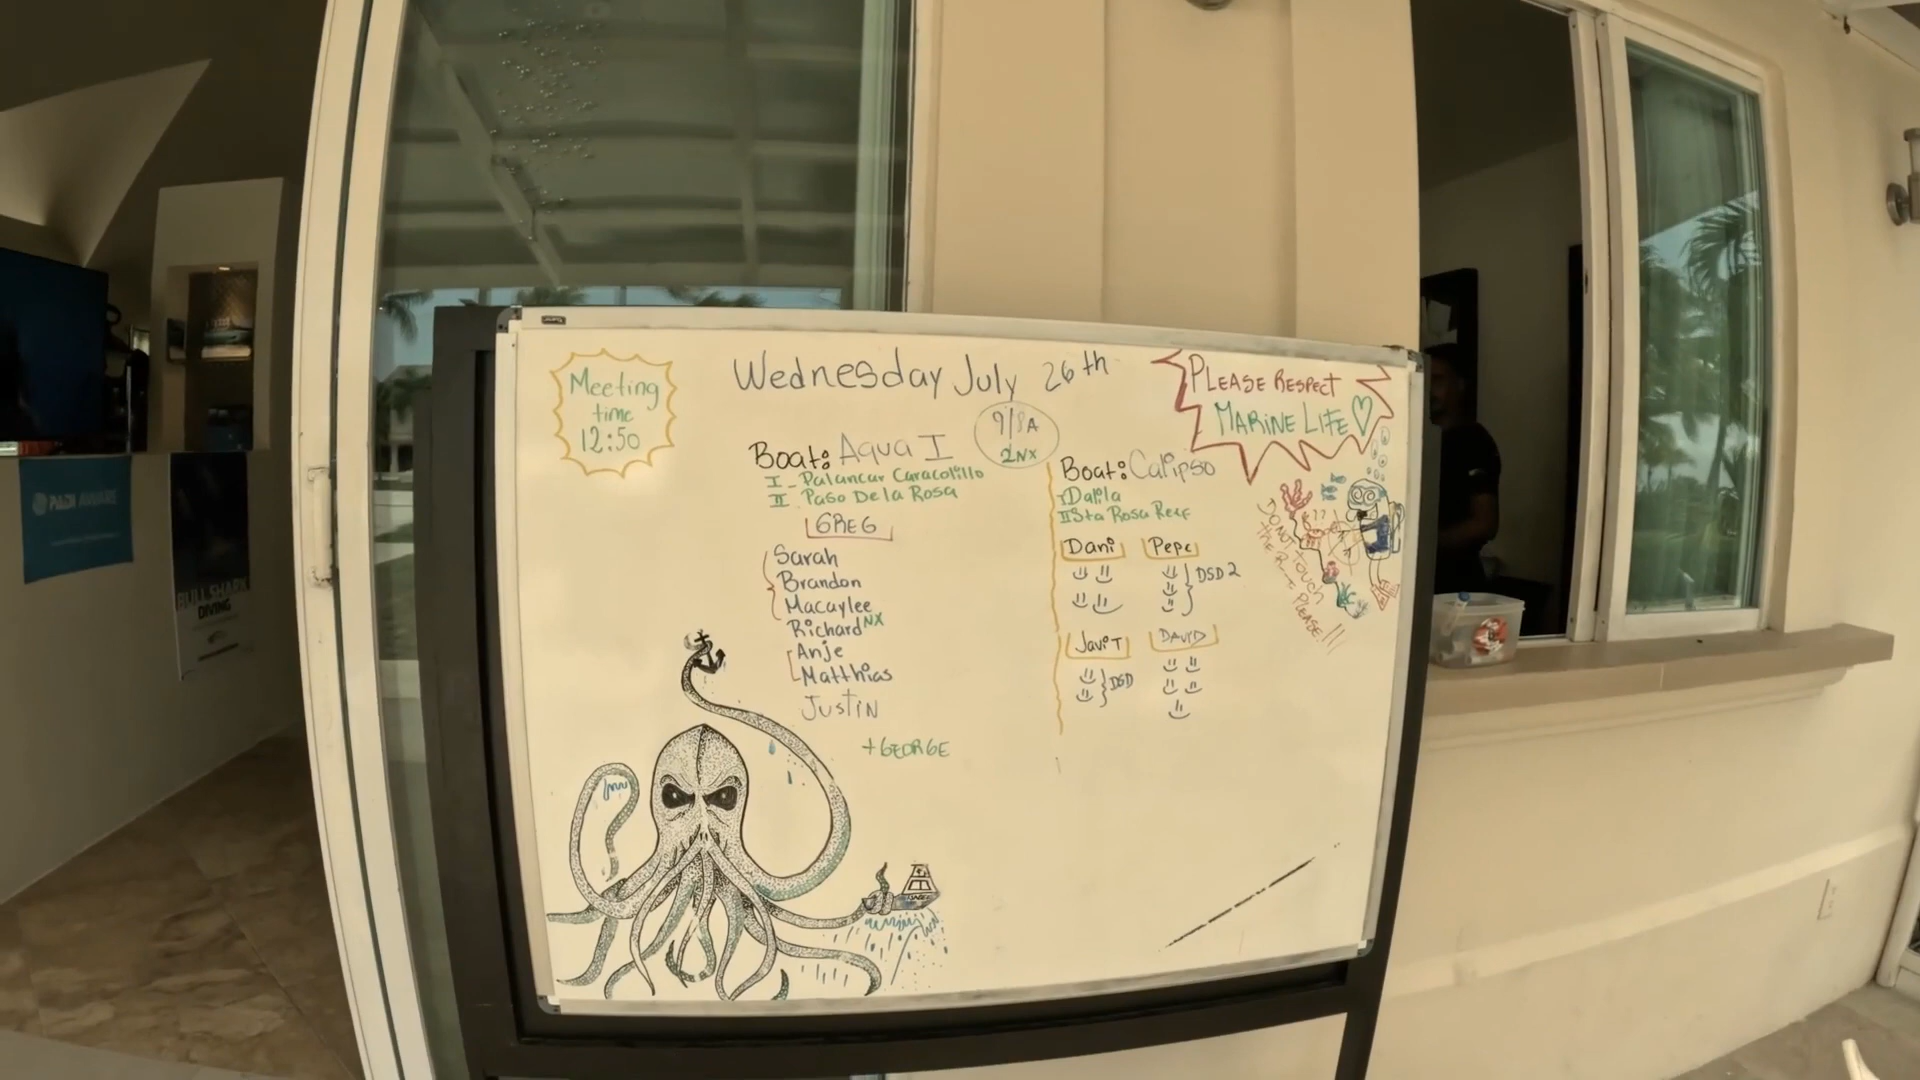 Wednesday July 26th
Meeting
time
12:50
PLEASE RESPECT
MARINE LIFE
Boat: Aqua I
I - Palancar Caracolillo
II Paso De la Rosa
GREG
Sarah
Brandon
Macaylee
Richard NX
Anje
Matthias
Justin
+GEORGE
2NX
Boat: Calipso
I Dalila
II Sta Rosa Reef
Dani
Pepe
DSD 2
Javi T
DAVID
DSD
DO NOT TOUCH
PLEASE!!!
PADI AWARE
BULLSHARK
DIVING